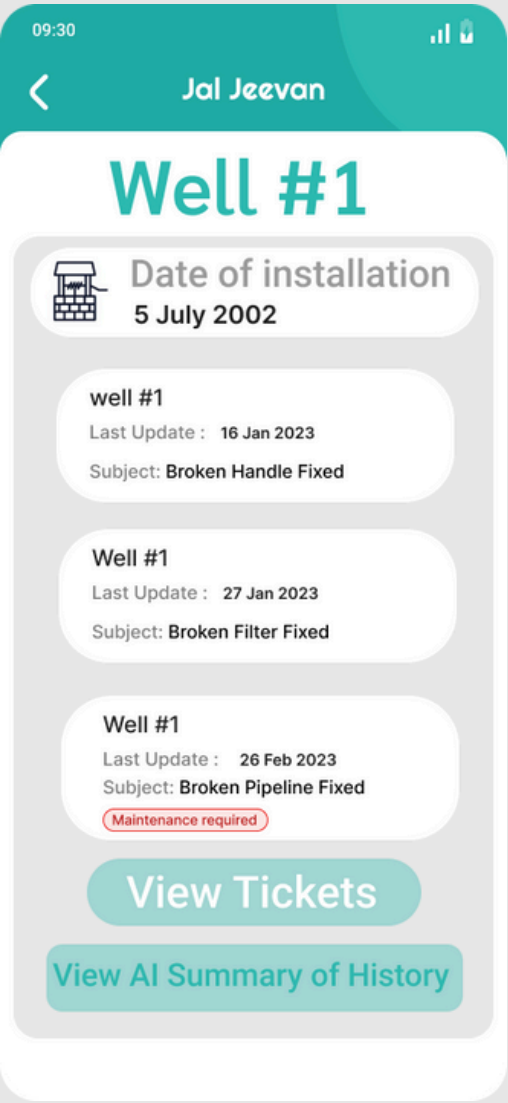 09:30
Jal Jeevan
Well #1
Date of installation
5 July 2002
well #1
Last Update : 16 Jan 2023
Subject: Broken Handle Fixed
Well #1
Last Update : 27 Jan 2023
Subject: Broken Filter Fixed
Well #1
Last Update : 26 Feb 2023
Subject: Broken Pipeline Fixed
Maintenance required
View Tickets
View AI Summary of History